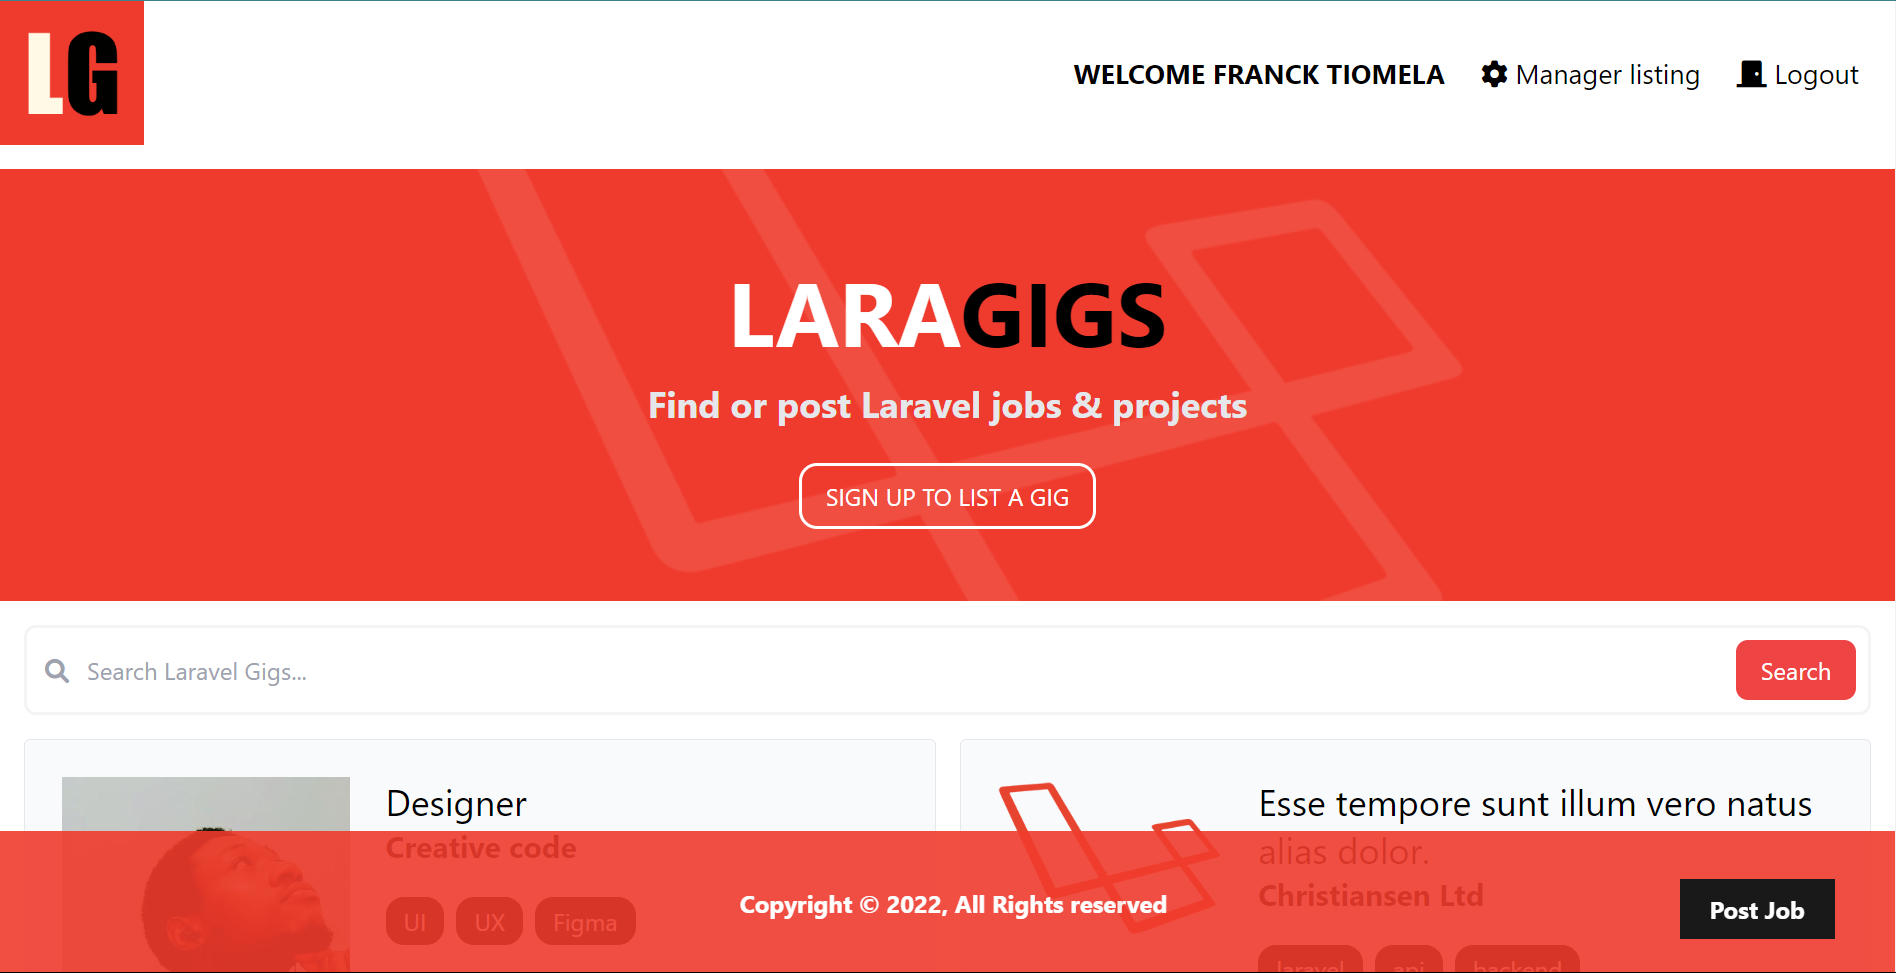 LG
WELCOME FRANCK TIOMELA
Manager listing
Logout
LARAGIGS
Find or post Laravel jobs & projects
SIGN UP TO LIST A GIG
Search Laravel Gigs...
Search
Designer
Creative code
UI UX Figma
Esse tempore sunt illum vero natus
alias dolor.
Christiansen Ltd
laravel api backend
Copyright © 2022, All Rights reserved
Post Job